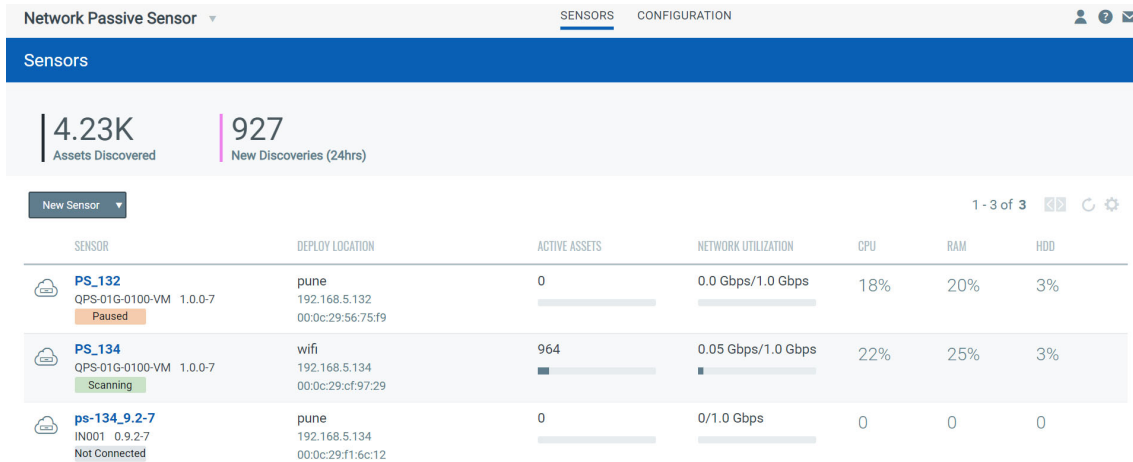 Network Passive Sensor
SENSORS CONFIGURATION
Sensors
4.23K 927
Assets Discovered New Discoveries (24hrs)
New Sensor 1 - 3 of 3
SENSOR DEPLOY LOCATION ACTIVE ASSETS NETWORK UTILIZATION CPU RAM HDD
PS_132 pune 0 0.0 Gbps/1.0 Gbps 18% 20% 3%
QPS-01G-0100-VM 1.0.0-7 192.168.5.132
Paused 00:0c:29:56:75:f9
PS_134 wifi 964 0.05 Gbps/1.0 Gbps 22% 25% 3%
QPS-01G-0100-VM 1.0.0-7 192.168.5.134
Scanning 00:0c:29:cf:97:29
ps-134_9.2-7 pune 0 0/1.0 Gbps 0 0 0
IN001 0.9.2-7 192.168.5.134
Not Connected 00:0c:29:f1:6c:12